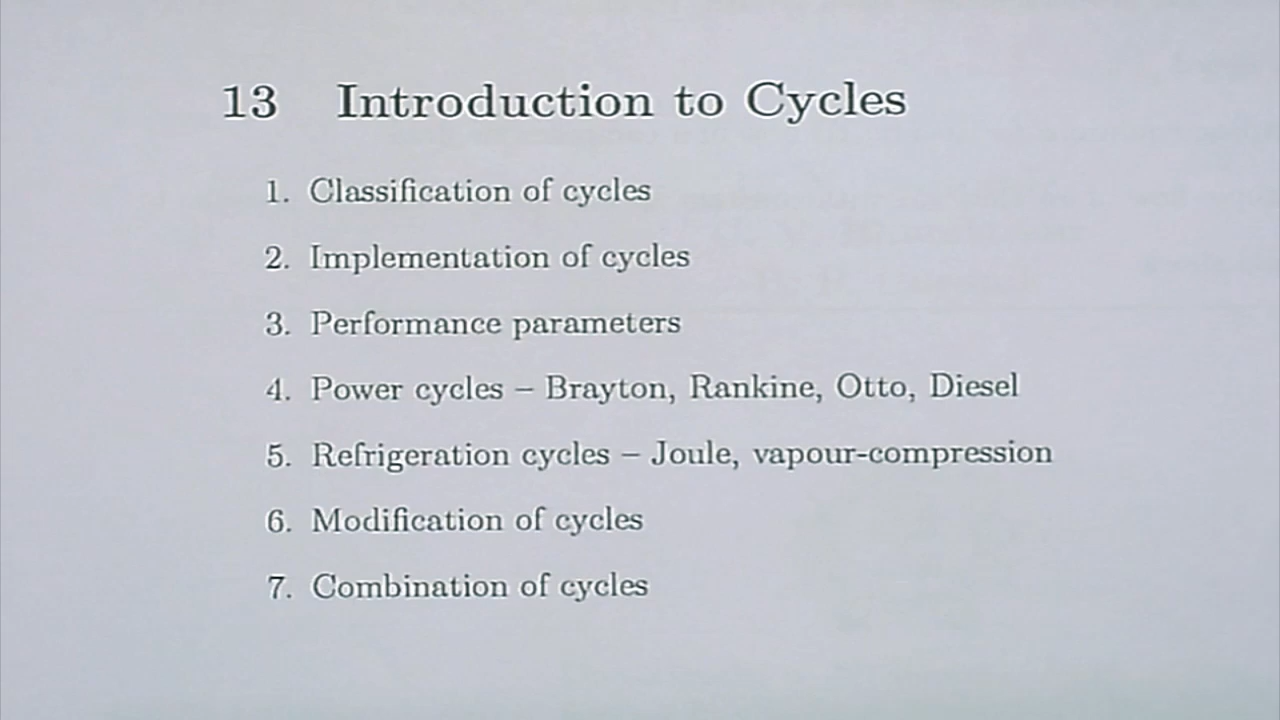 13 Introduction to Cycles
1. Classification of cycles
2. Implementation of cycles
3. Performance parameters
4. Power cycles – Brayton, Rankine, Otto, Diesel
5. Refrigeration cycles – Joule, vapour-compression
6. Modification of cycles
7. Combination of cycles